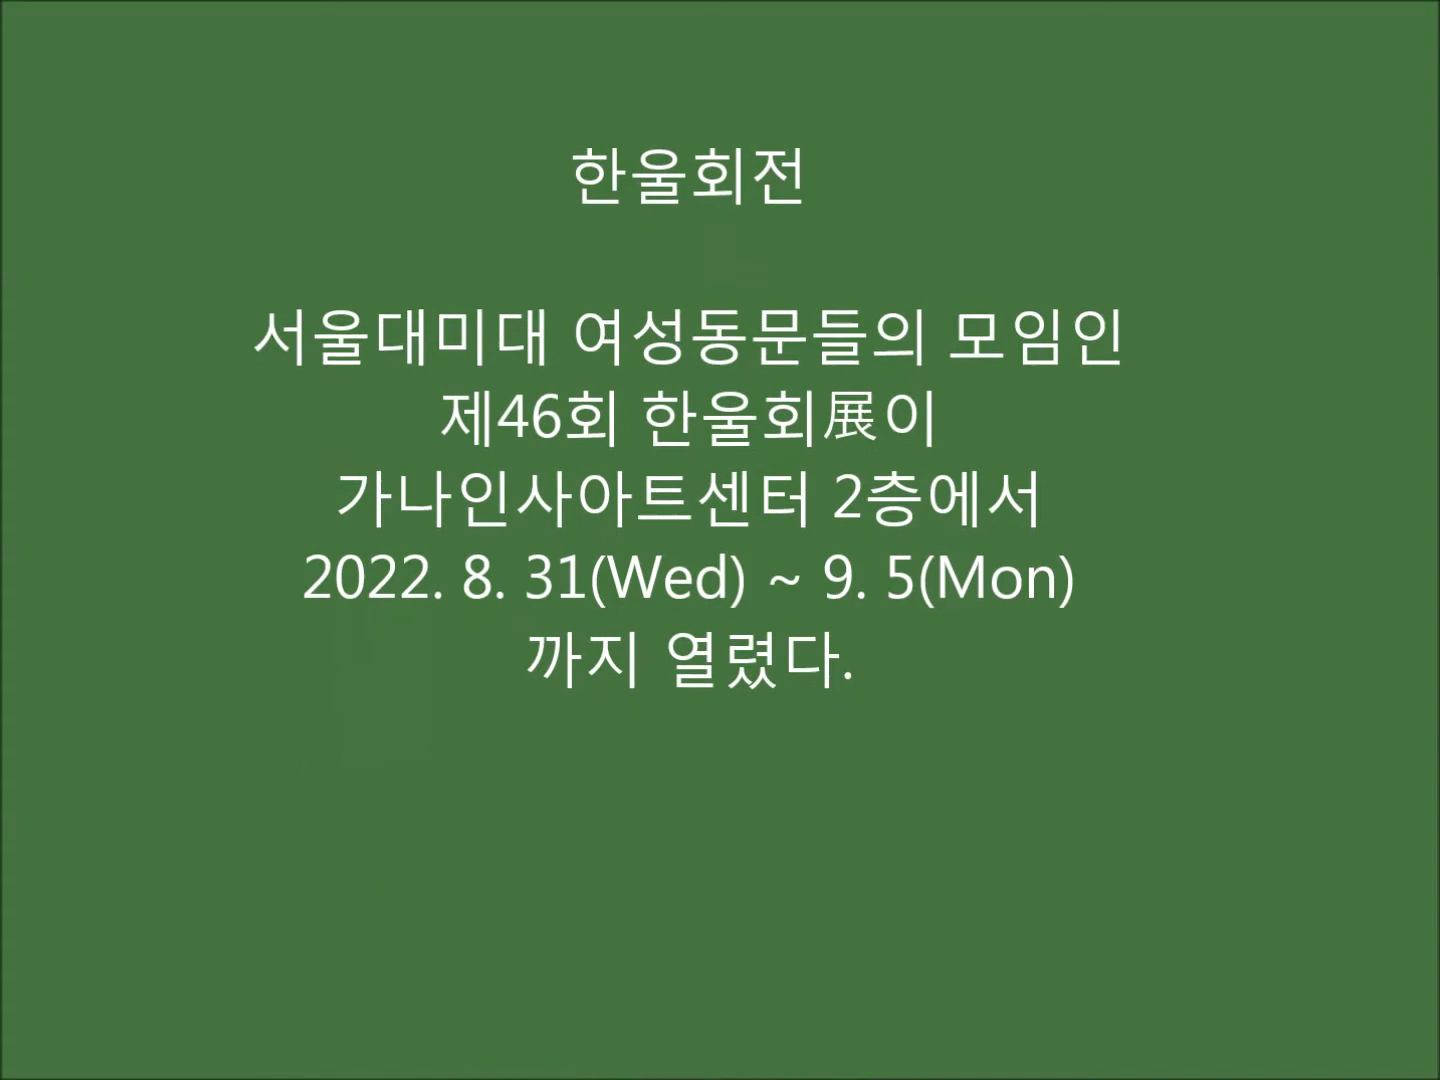 한울회전
서울대미대 여성동문들의 모임인
제46회 한울회展이
가나인사아트센터 2층에서
2022. 8. 31(Wed) ~ 9. 5(Mon)
까지 열렸다.